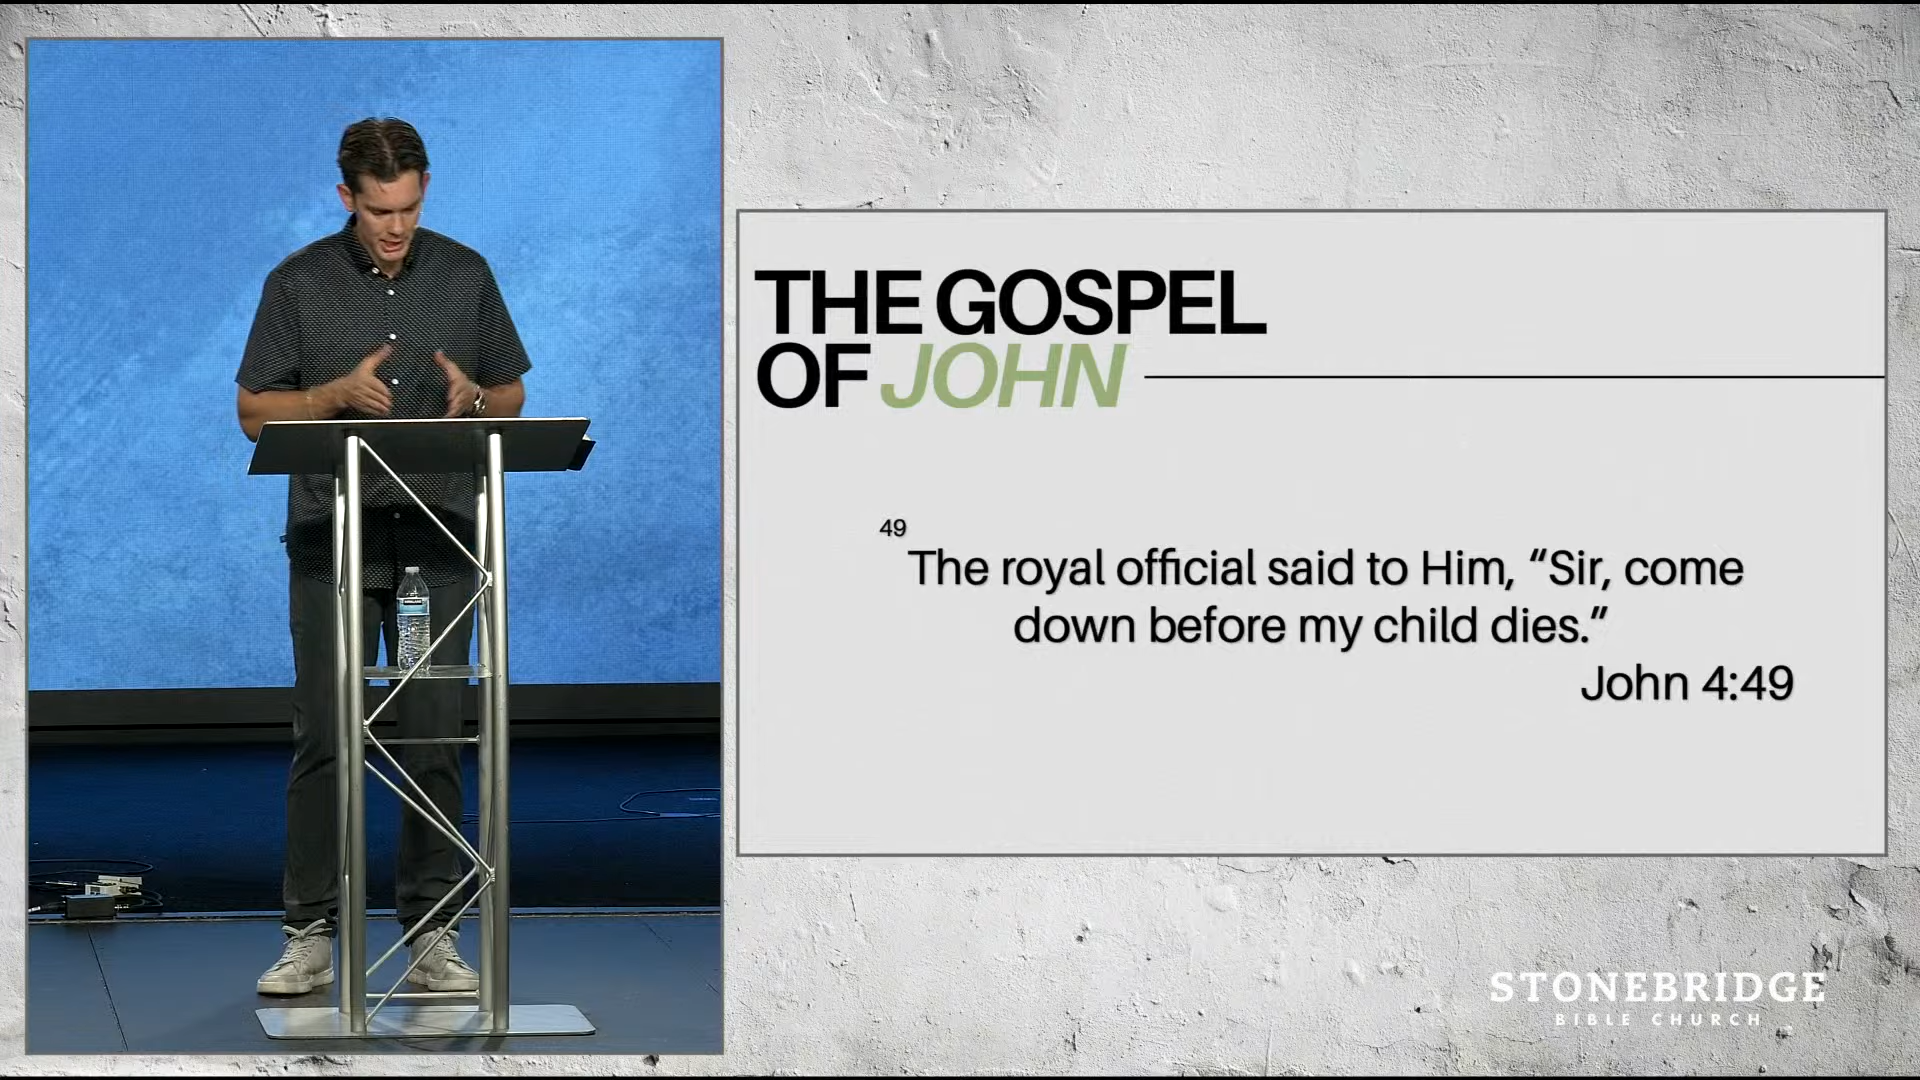 THE GOSPEL
OF JOHN
49
The royal official said to Him, “Sir, come
down before my child dies.”
John 4:49
STONEBRIDGE
BIBLE CHURCH